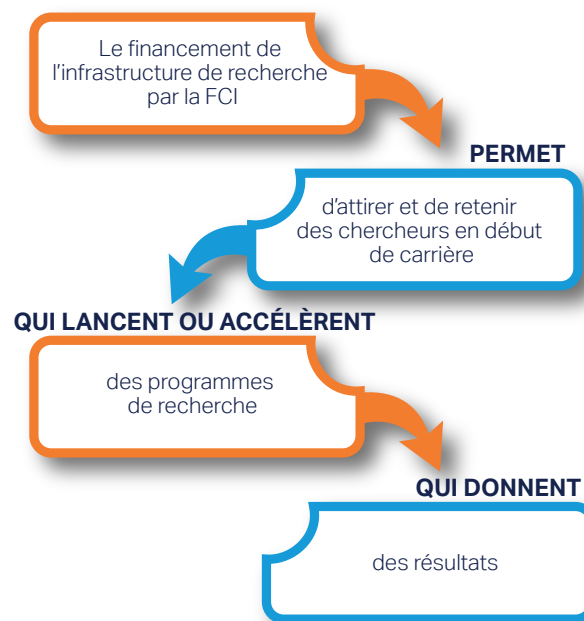 Le financement de
l'infrastructure de recherche
par la FCI
PERMET
d'attirer et de retenir
des chercheurs en début
de carrière
QUI LANCENT OU ACCÉLÈRENT
des programmes
de recherche
QUI DONNENT
des résultats